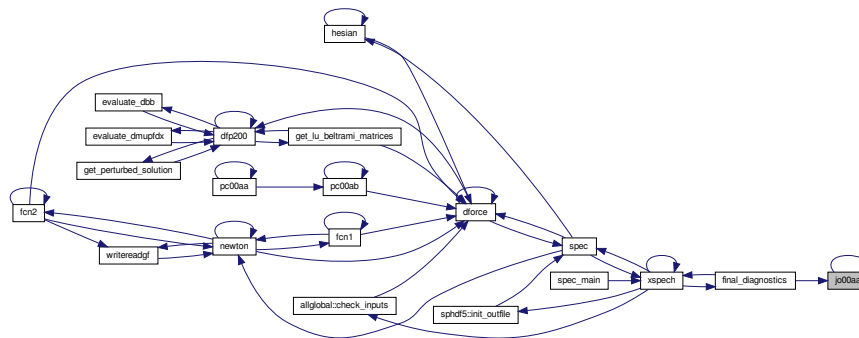 hesian
evaluate_dbb
evaluate_dmupfdx
dfp200
get_lu_beltrami_matrices
get_perturbed_solution
pc00aa
pc00ab
fcn2
dforce
fcn1
newton
spec
writereadgf
spec_main
xspech
final_diagnostics
jo00aa
allglobal::check_inputs
sphdf5::init_outfile